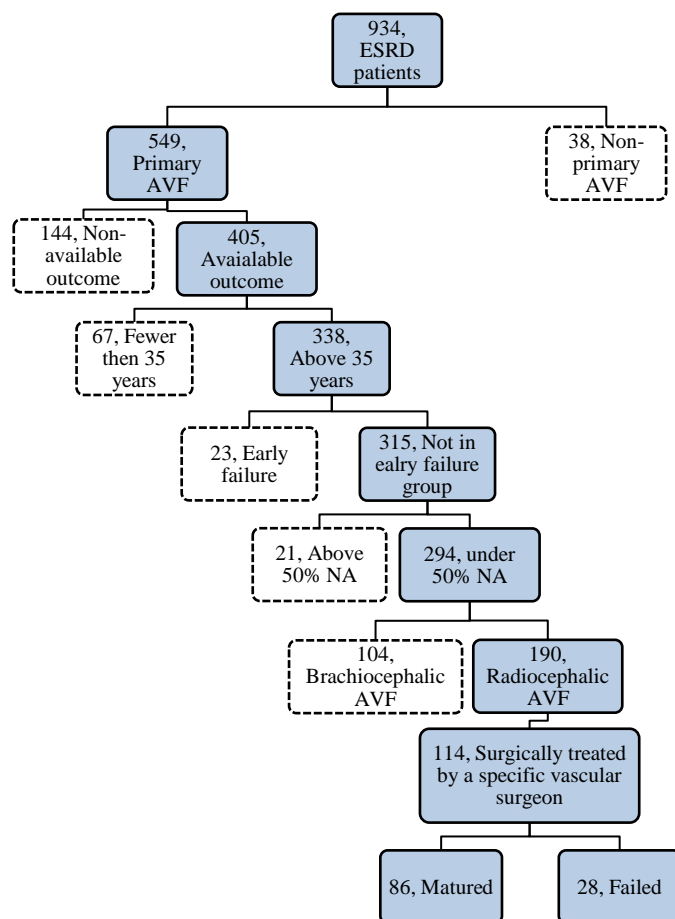 934,
ESRD
patients
549,
Primary
AVF
38, Non-
primary
AVF
144, Non-
available
outcome
405,
Avaialable
outcome
67, Fewer
then 35
years
338,
Above 35
years
23, Early
failure
315, Not in
ealry failure
group
21, Above
50% NA
294, under
50% NA
104,
Brachiocephalic
AVF
190,
Radiocephalic
AVF
114, Surgically treated
by a specific vascular
surgeon
86, Matured
28, Failed